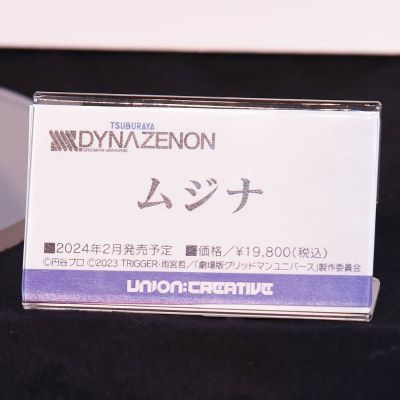 TSUBURAYA
SSSS.DYNAZENON
GRIDMAN UNIVERSE
ムジナ
■2024年2月発売予定 ■価格／¥19,800(税込)
©円谷プロ ©2023 TRIGGER・雨宮哲／「劇場版グリッドマンユニバース」製作委員会
UNION:CREATIVE